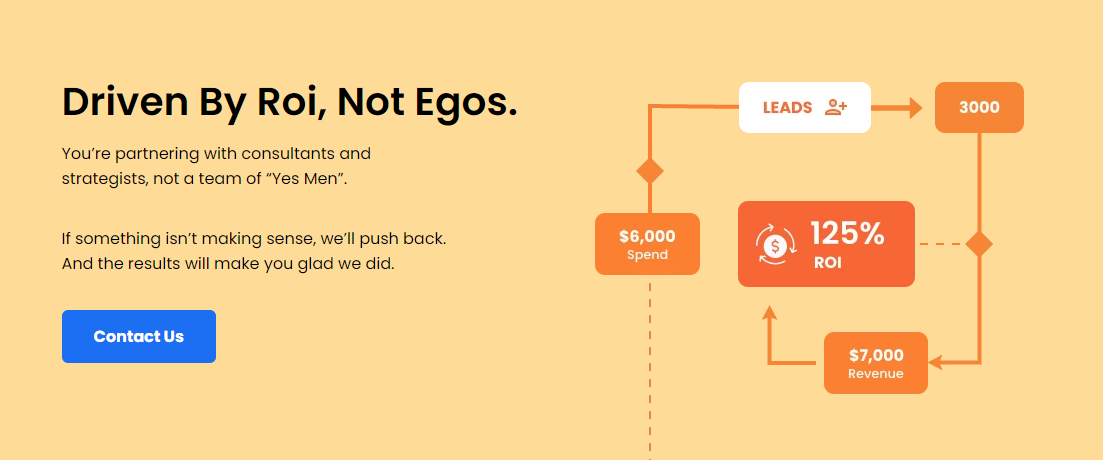 Driven By Roi, Not Egos.
You’re partnering with consultants and
strategists, not a team of “Yes Men”.
If something isn’t making sense, we’ll push back.
And the results will make you glad we did.
Contact Us
LEADS
3000
$6,000
Spend
$
125%
ROI
$7,000
Revenue